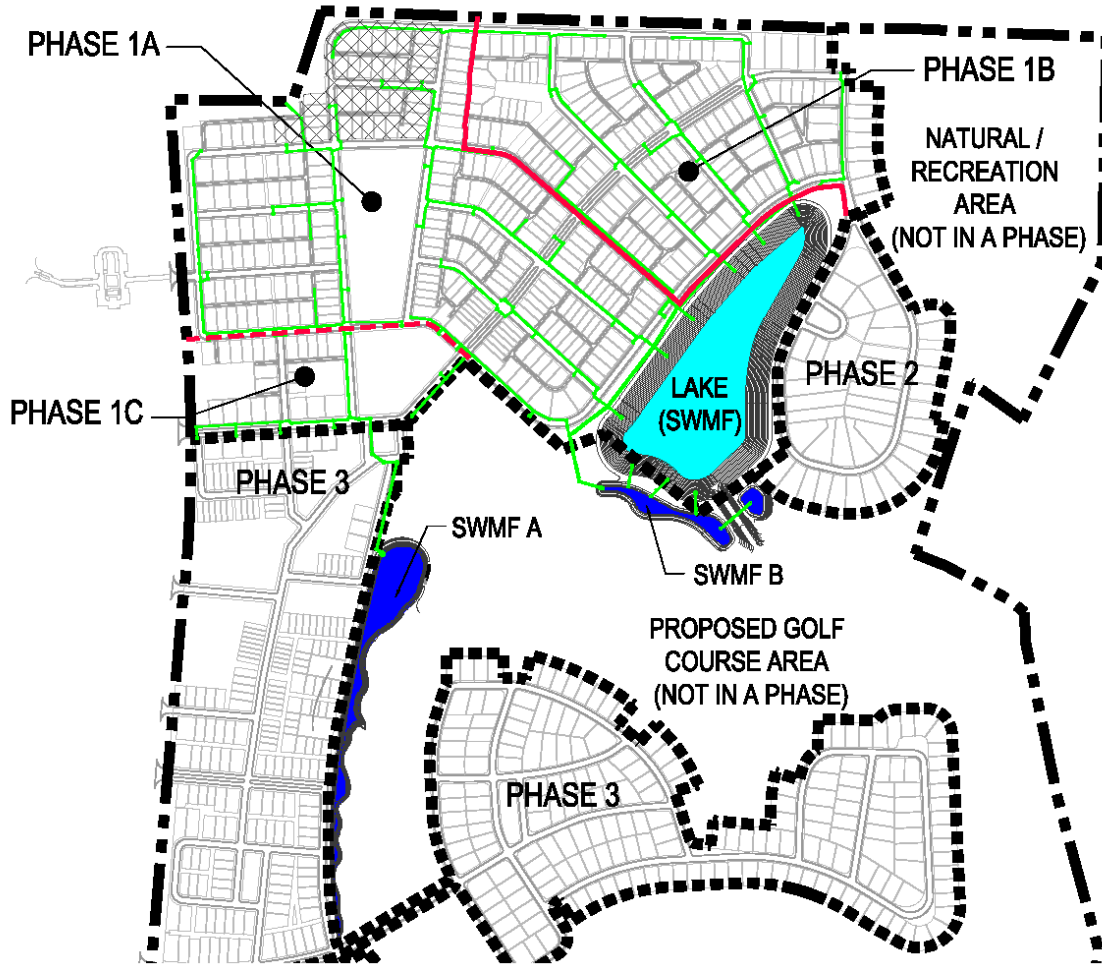 PHASE 1A
PHASE 1B
NATURAL /
RECREATION
AREA
(NOT IN A PHASE)
PHASE 2
LAKE
(SWMF)
PHASE 1C
PHASE 3
SWMF A
SWMF B
PROPOSED GOLF
COURSE AREA
(NOT IN A PHASE)
PHASE 3